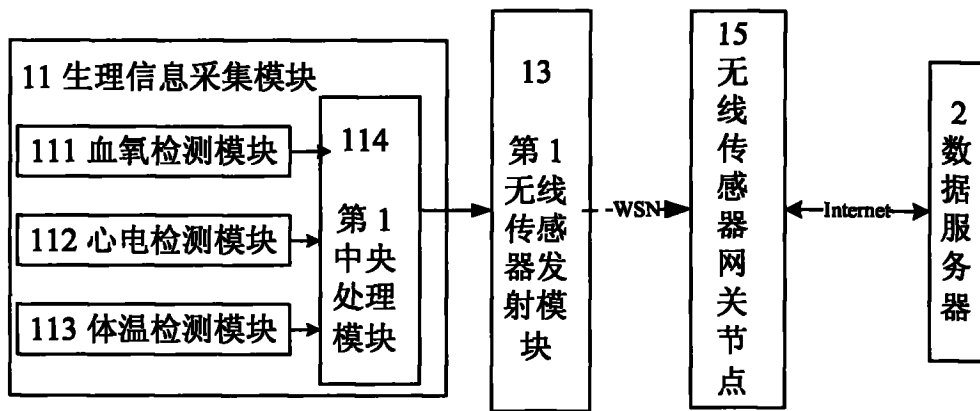 11 生理信息采集模块
111 血氧检测模块
112 心电检测模块
113 体温检测模块
114
第 1
中央
处理
模块
13
第 1
无线
传感
器发
射模
块
WSN
15
无
线
传
感
器
网
关
节
点
Internet
2
数
据
服
务
器